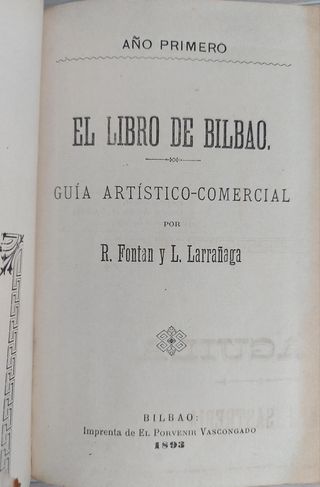 AÑO PRIMERO
EL LIBRO DE BILBAO.
GUÍA ARTÍSTICO-COMERCIAL
POR
R. Fontan y L. Larrañaga
BILBAO:
Imprenta de EL PORVENIR VASCONGADO
1893